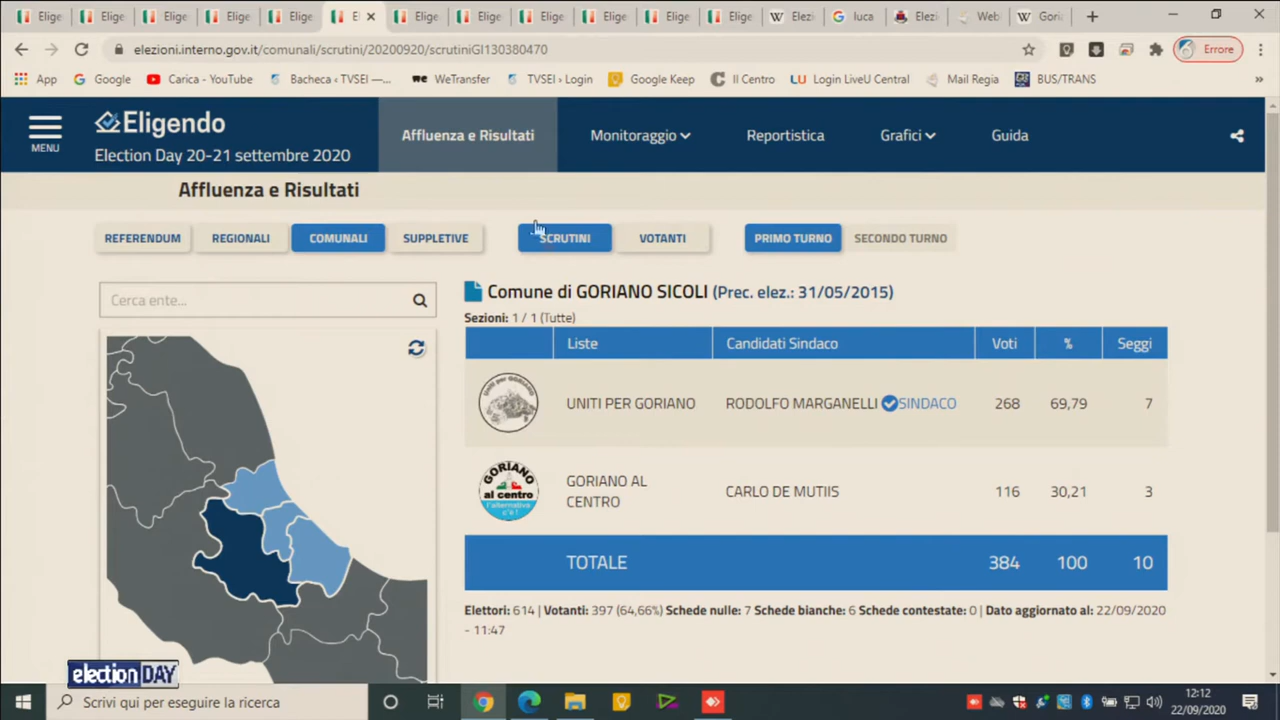 Elige
Elige
Elige
Elige
Elige
E
Elige
Elige
Elige
Elige
Elige
Elige
Elezi
luca
Elezi
Web
Gori
elezioni.interno.gov.it/comunali/scrutini/20200920/scrutiniGI130380470
Errore
App
Google
Carica - YouTube
Bacheca ‹ TVSEI —...
WeTransfer
TVSEI › Login
Google Keep
Il Centro
LU Login LiveU Central
Mail Regia
BUS/TRANS
»
MENU
Eligendo
Election Day 20-21 settembre 2020
Affluenza e Risultati
Monitoraggio
Reportistica
Grafici
Guida
Affluenza e Risultati
REFERENDUM
REGIONALI
COMUNALI
SUPPLETIVE
SCRUTINI
VOTANTI
PRIMO TURNO
SECONDO TURNO
Cerca ente...
Comune di GORIANO SICOLI (Prec. elez.: 31/05/2015)
Sezioni: 1 / 1 (Tutte)
Liste Candidati Sindaco Voti % Seggi
Uniti per GORIANO
UNITI PER GORIANO RODOLFO MARGANELLI SINDACO 268 69,79 7
GORIANO
al centro
l'alternativa
c'è !
GORIANO AL
CENTRO
CARLO DE MUTIIS 116 30,21 3
TOTALE 384 100 10
Elettori: 614 | Votanti: 397 (64,66%) Schede nulle: 7 Schede bianche: 6 Schede contestate: 0 | Dato aggiornato al: 22/09/2020
- 11:47
election DAY
Scrivi qui per eseguire la ricerca
12:12
22/09/2020